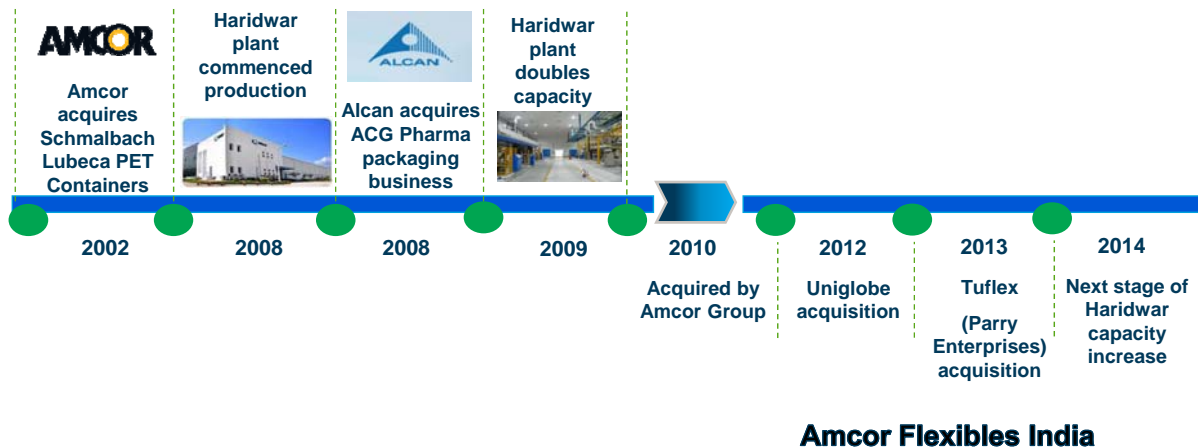 AMCOR
Amcor
acquires
Schmalbach
Lubeca PET
Containers
2002
Haridwar
plant
commenced
production
2008
ALCAN
Alcan acquires
ACG Pharma
packaging
business
2008
Haridwar
plant
doubles
capacity
2009
2010
Acquired by
Amcor Group
2012
Uniglobe
acquisition
2013
Tuflex
(Parry
Enterprises)
acquisition
2014
Next stage of
Haridwar
capacity
increase
Amcor Flexibles India